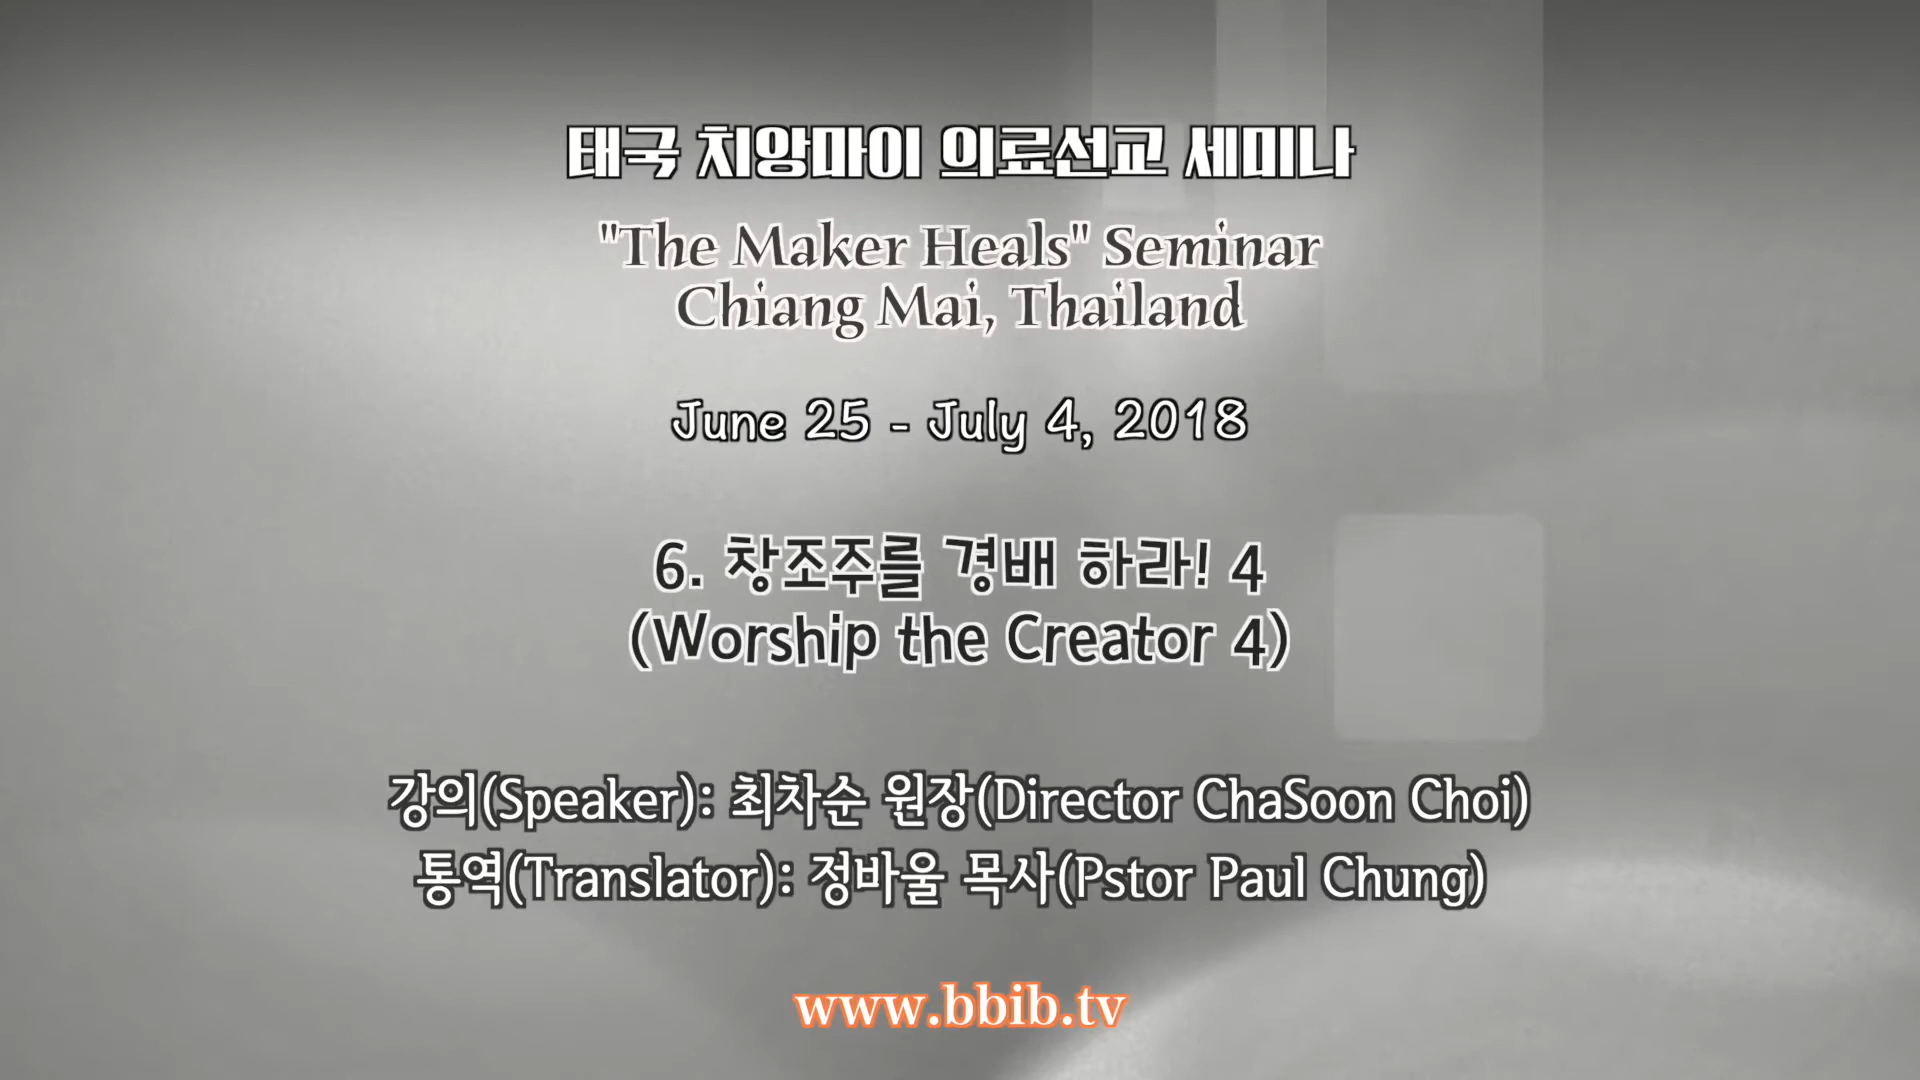 태국 치앙마이 의료선교 세미나
"The Maker Heals" Seminar
Chiang Mai, Thailand
June 25 - July 4, 2018
6. 창조주를 경배 하라! 4
(Worship the Creator 4)
강의(Speaker): 최차순 원장(Director ChaSoon Choi)
통역(Translator): 정바울 목사(Pstor Paul Chung)
www.bbib.tv